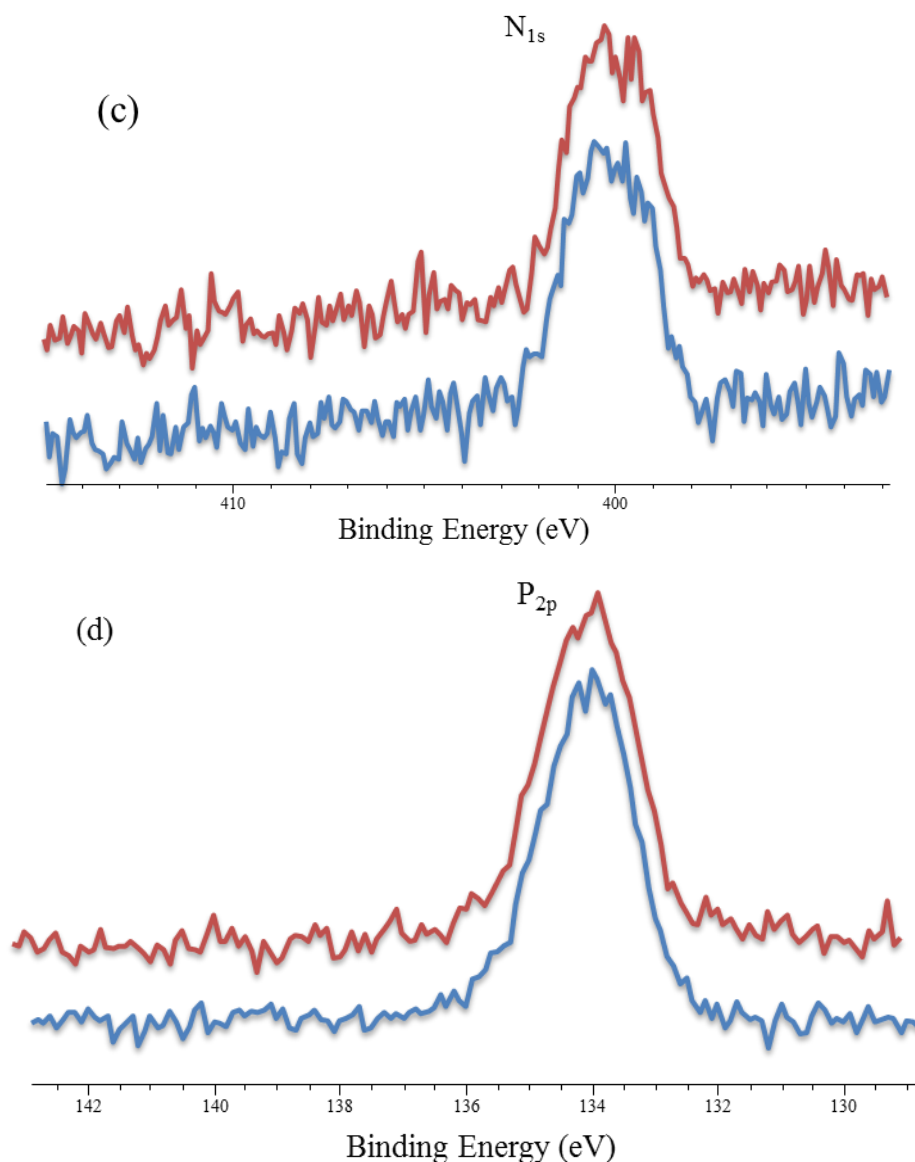 N1s
(c)
410 400
Binding Energy (eV)
P2p
(d)
142 140 138 136 134 132 130
Binding Energy (eV)